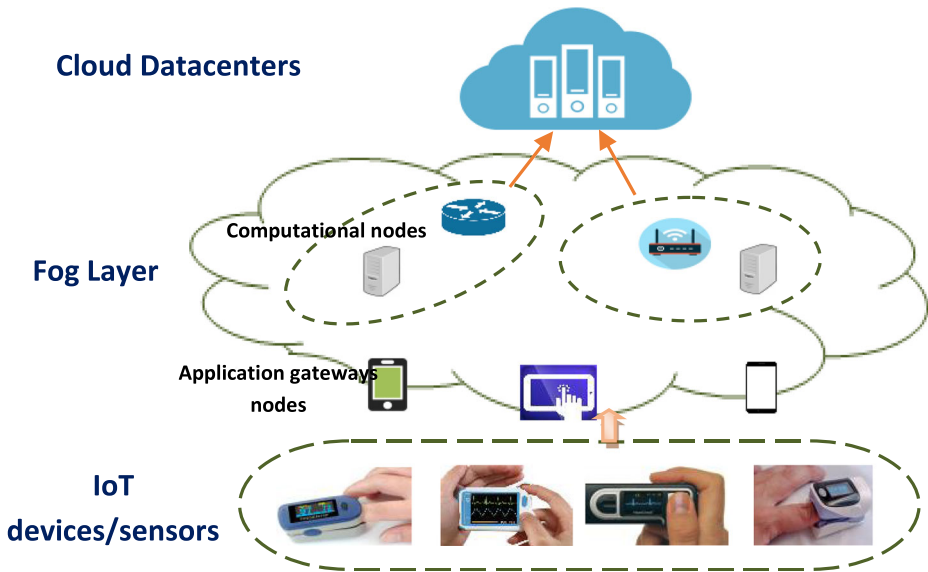 Cloud Datacenters
Computational nodes
Fog Layer
Application gateways
nodes
IoT
devices/sensors